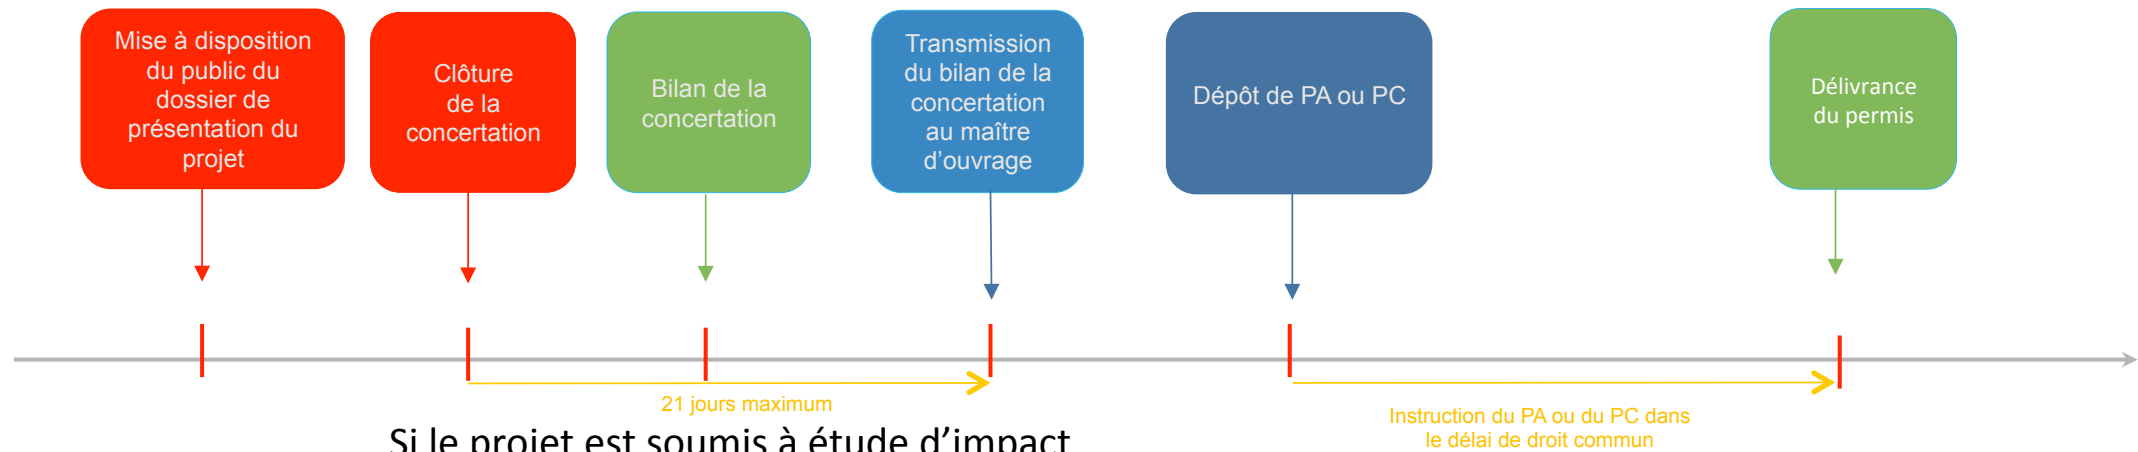 Mise à disposition
du public du
dossier de
présentation du
projet
Clôture
de la
concertation
Bilan de la
concertation
Transmission
du bilan de la
concertation
au maître
d’ouvrage
Dépôt de PA ou PC
Délivrance
du permis
21 jours maximum
Instruction du PA ou du PC dans
le délai de droit commun
Si le projet est soumis à étude d’impact